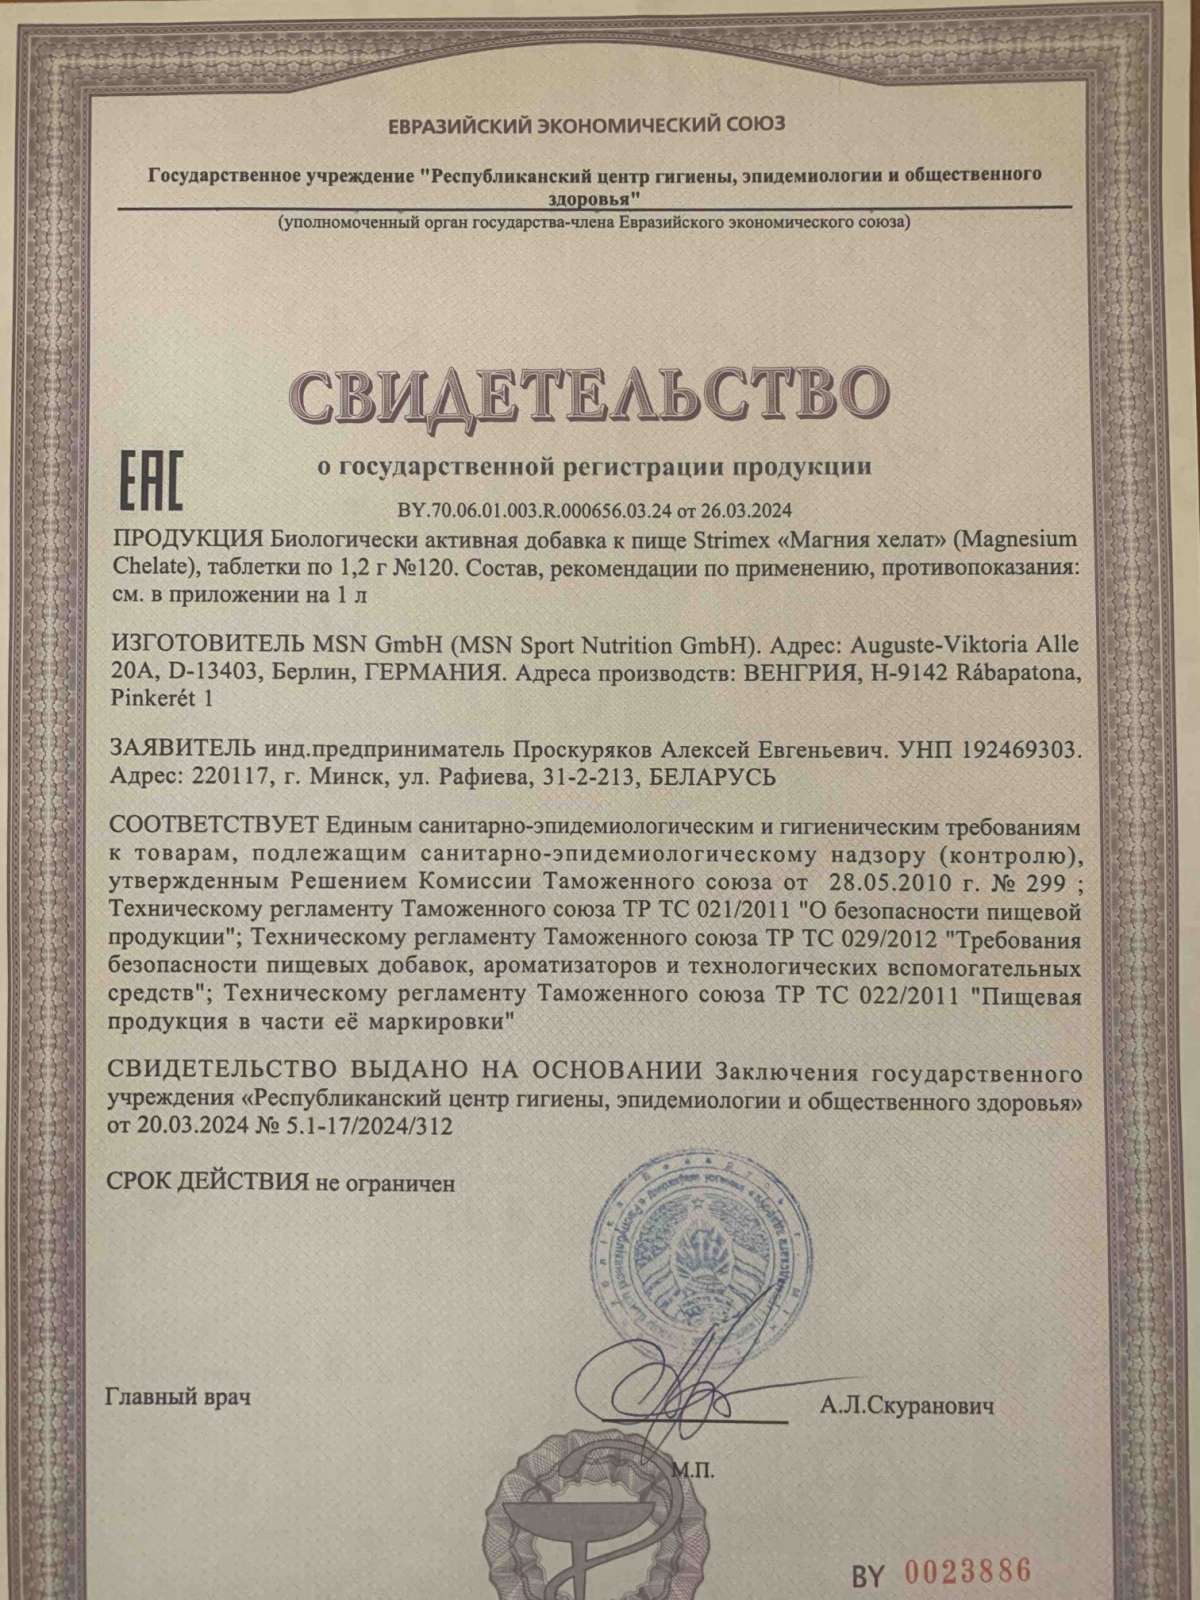 ЕВРАЗИЙСКИЙ ЭКОНОМИЧЕСКИЙ СОЮЗ
Государственное учреждение "Республиканский центр гигиены, эпидемиологии и общественного
здоровья"
(уполномоченный орган государства-члена Евразийского экономического союза)
СВИДЕТЕЛЬСТВО
ЕАС
о государственной регистрации продукции
BY.70.06.01.003.R.000656.03.24 от 26.03.2024
ПРОДУКЦИЯ Биологически активная добавка к пище Strimex «Магния хелат» (Magnesium
Chelate), таблетки по 1,2 г №120. Состав, рекомендации по применению, противопоказания:
см. в приложении на 1 л
ИЗГОТОВИТЕЛЬ MSN GmbH (MSN Sport Nutrition GmbH). Адрес: Auguste-Viktoria Alle
20A, D-13403, Берлин, ГЕРМАНИЯ. Адреса производств: ВЕНГРИЯ, H-9142 Rábapatona,
Pinkerét 1
ЗАЯВИТЕЛЬ инд.предприниматель Проскуряков Алексей Евгеньевич. УНП 192469303.
Адрес: 220117, г. Минск, ул. Рафиева, 31-2-213, БЕЛАРУСЬ
СООТВЕТСТВУЕТ Единым санитарно-эпидемиологическим и гигиеническим требованиям
к товарам, подлежащим санитарно-эпидемиологическому надзору (контролю),
утвержденным Решением Комиссии Таможенного союза от 28.05.2010 г. № 299 ;
Техническому регламенту Таможенного союза ТР ТС 021/2011 "О безопасности пищевой
продукции"; Техническому регламенту Таможенного союза ТР ТС 029/2012 "Требования
безопасности пищевых добавок, ароматизаторов и технологических вспомогательных
средств"; Техническому регламенту Таможенного союза ТР ТС 022/2011 "Пищевая
продукция в части её маркировки"
СВИДЕТЕЛЬСТВО ВЫДАНО НА ОСНОВАНИИ Заключения государственного
учреждения «Республиканский центр гигиены, эпидемиологии и общественного здоровья»
от 20.03.2024 № 5.1-17/2024/312
СРОК ДЕЙСТВИЯ не ограничен
Главный врач
А.Л.Скуранович
М.П.
BY 0023886